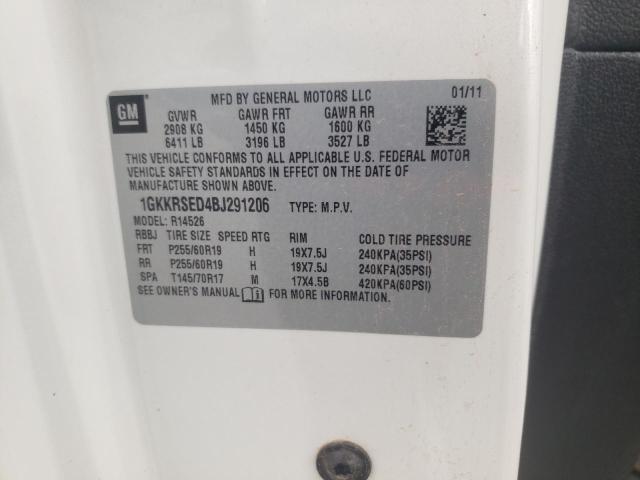 GM
MFD BY GENERAL MOTORS LLC 01/11
GVWR GAWR FRT GAWR RR
2908 KG 1450 KG 1600 KG
6411 LB 3196 LB 3527 LB
THIS VEHICLE CONFORMS TO ALL APPLICABLE U.S. FEDERAL MOTOR
VEHICLE SAFETY STANDARDS IN EFFECT ON THE DATE OF
MANUFACTURE SHOWN ABOVE.
1GKKRSED4BJ291206 TYPE: M.P.V.
MODEL: R14526
RBBJ TIRE SIZE SPEED RTG RIM COLD TIRE PRESSURE
FRT P255/60R19 H 19X7.5J 240KPA(35PSI)
RR P255/60R19 H 19X7.5J 240KPA(35PSI)
SPA T145/70R17 M 17X4.5B 420KPA(60PSI)
SEE OWNER'S MANUAL FOR MORE INFORMATION.